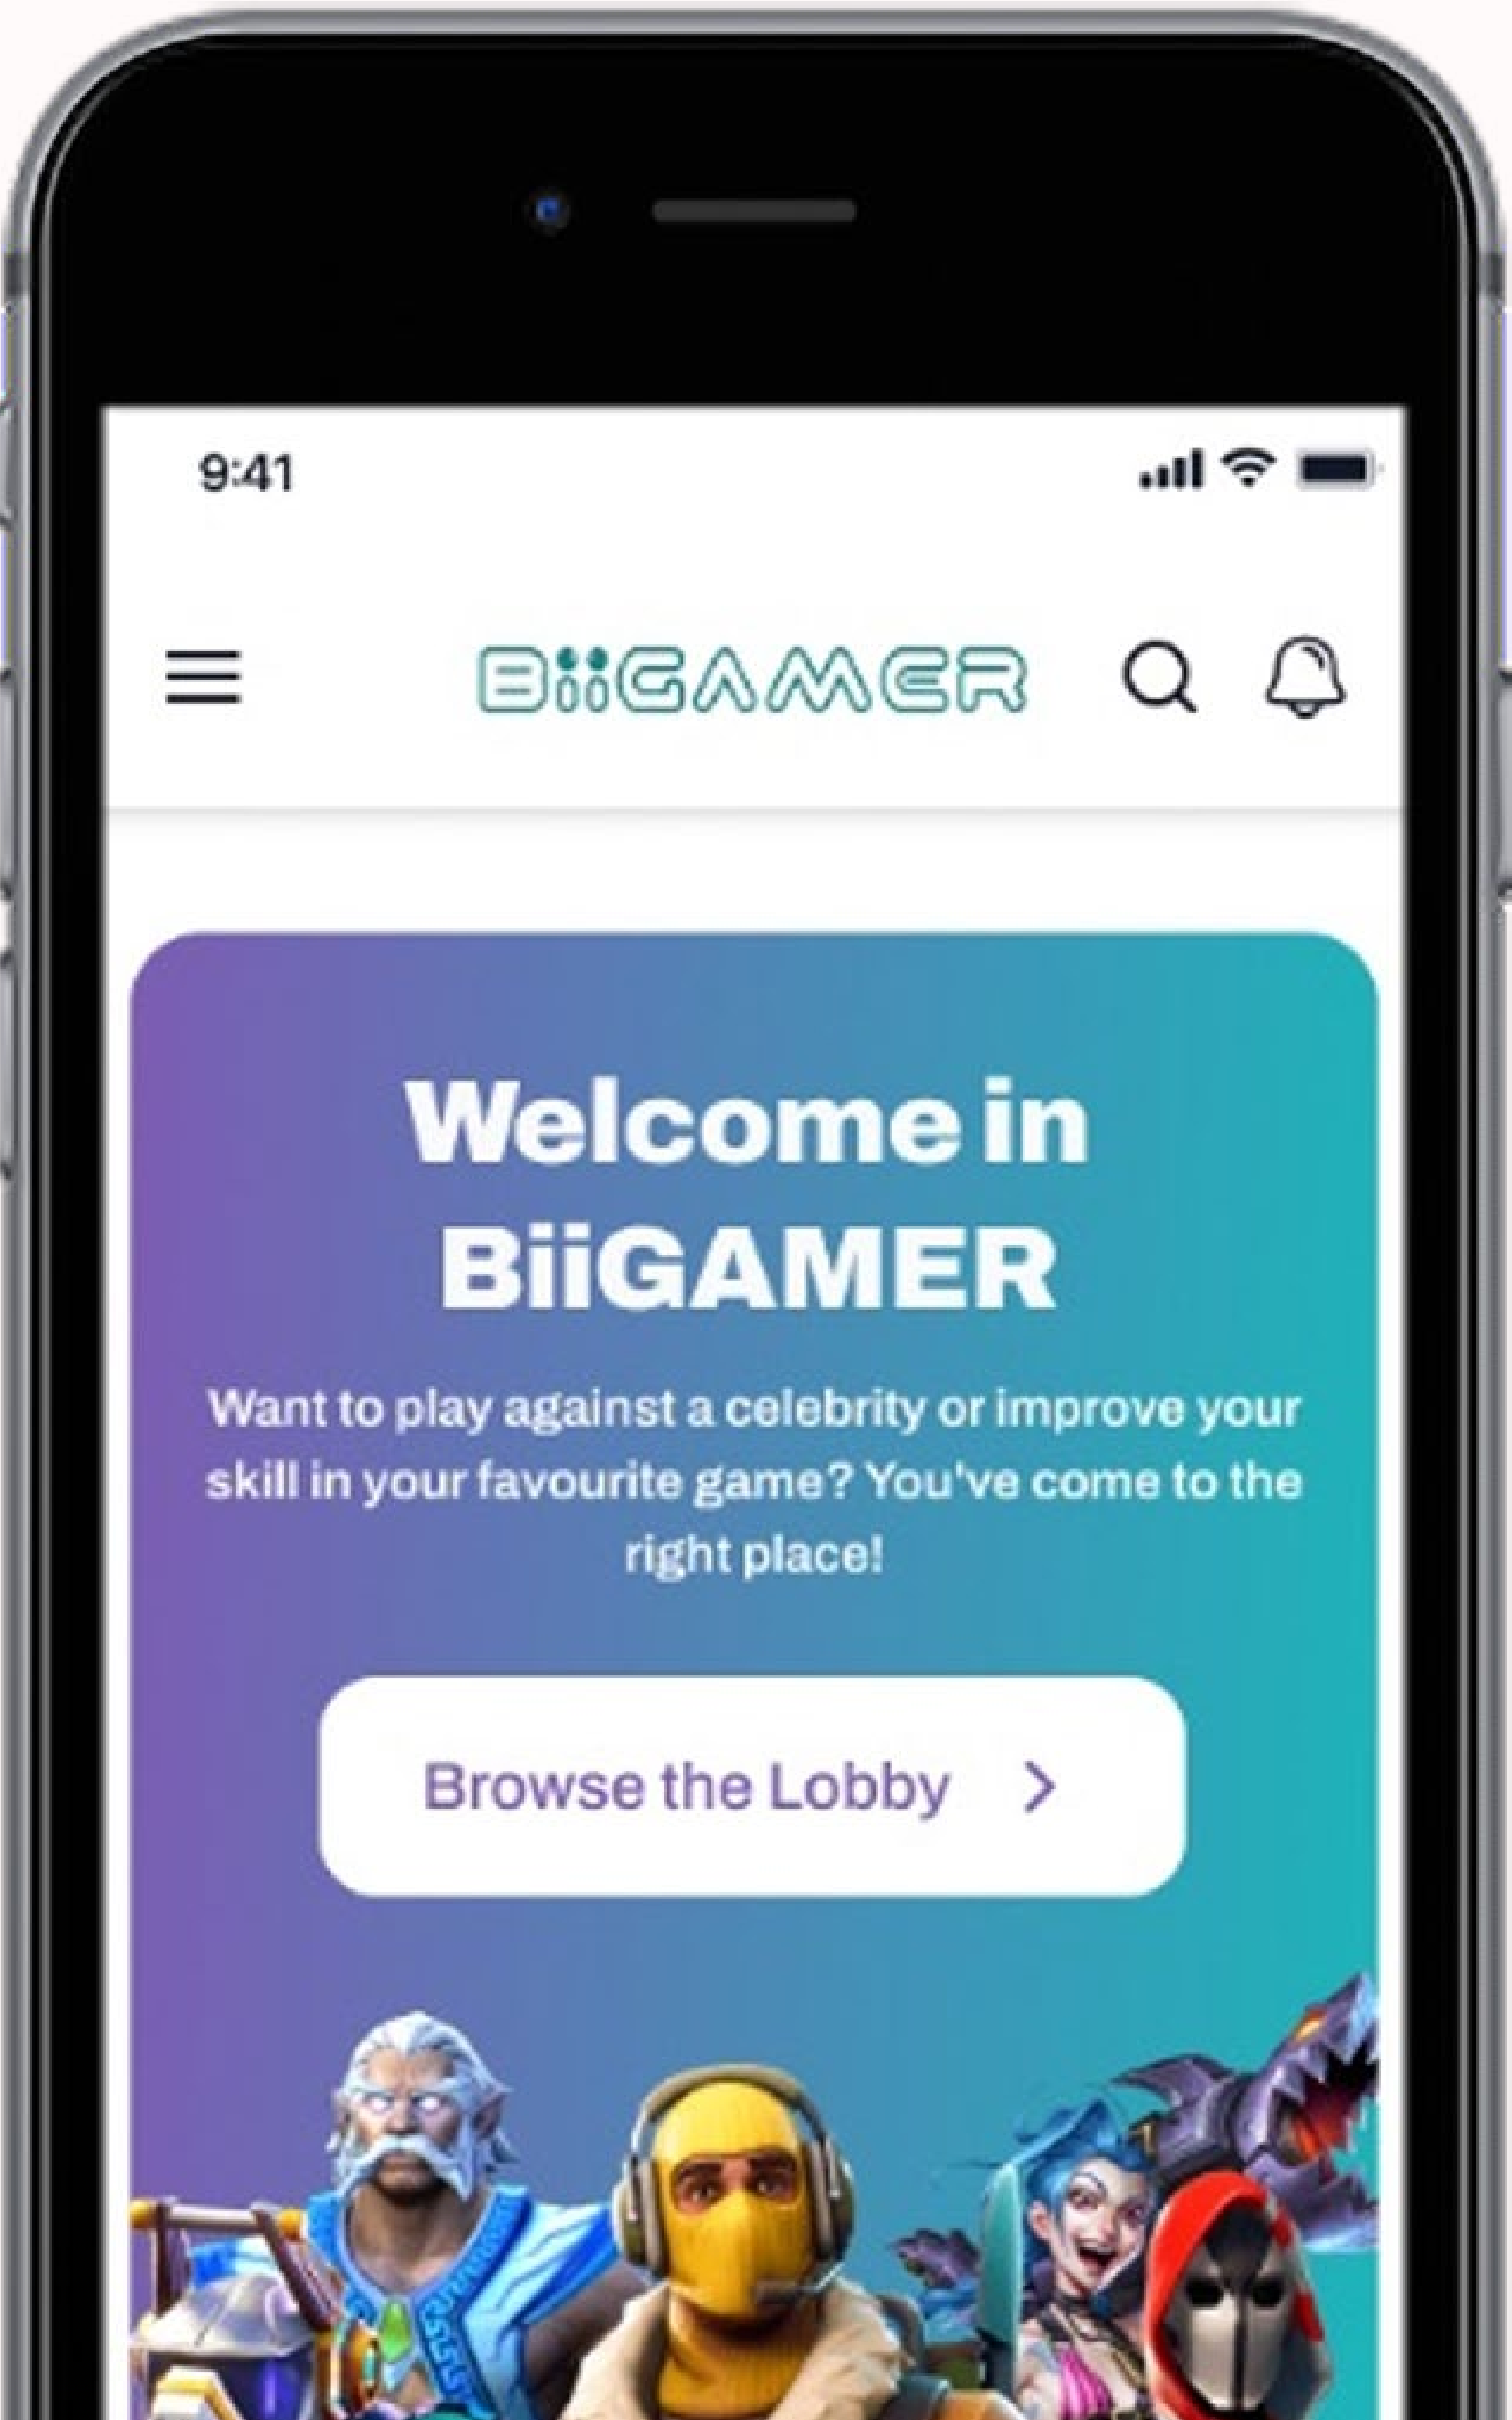 9:41
BiiGAMER
Welcome in
BiiGAMER
Want to play against a celebrity or improve your
skill in your favourite game? You've come to the
right place!
Browse the Lobby